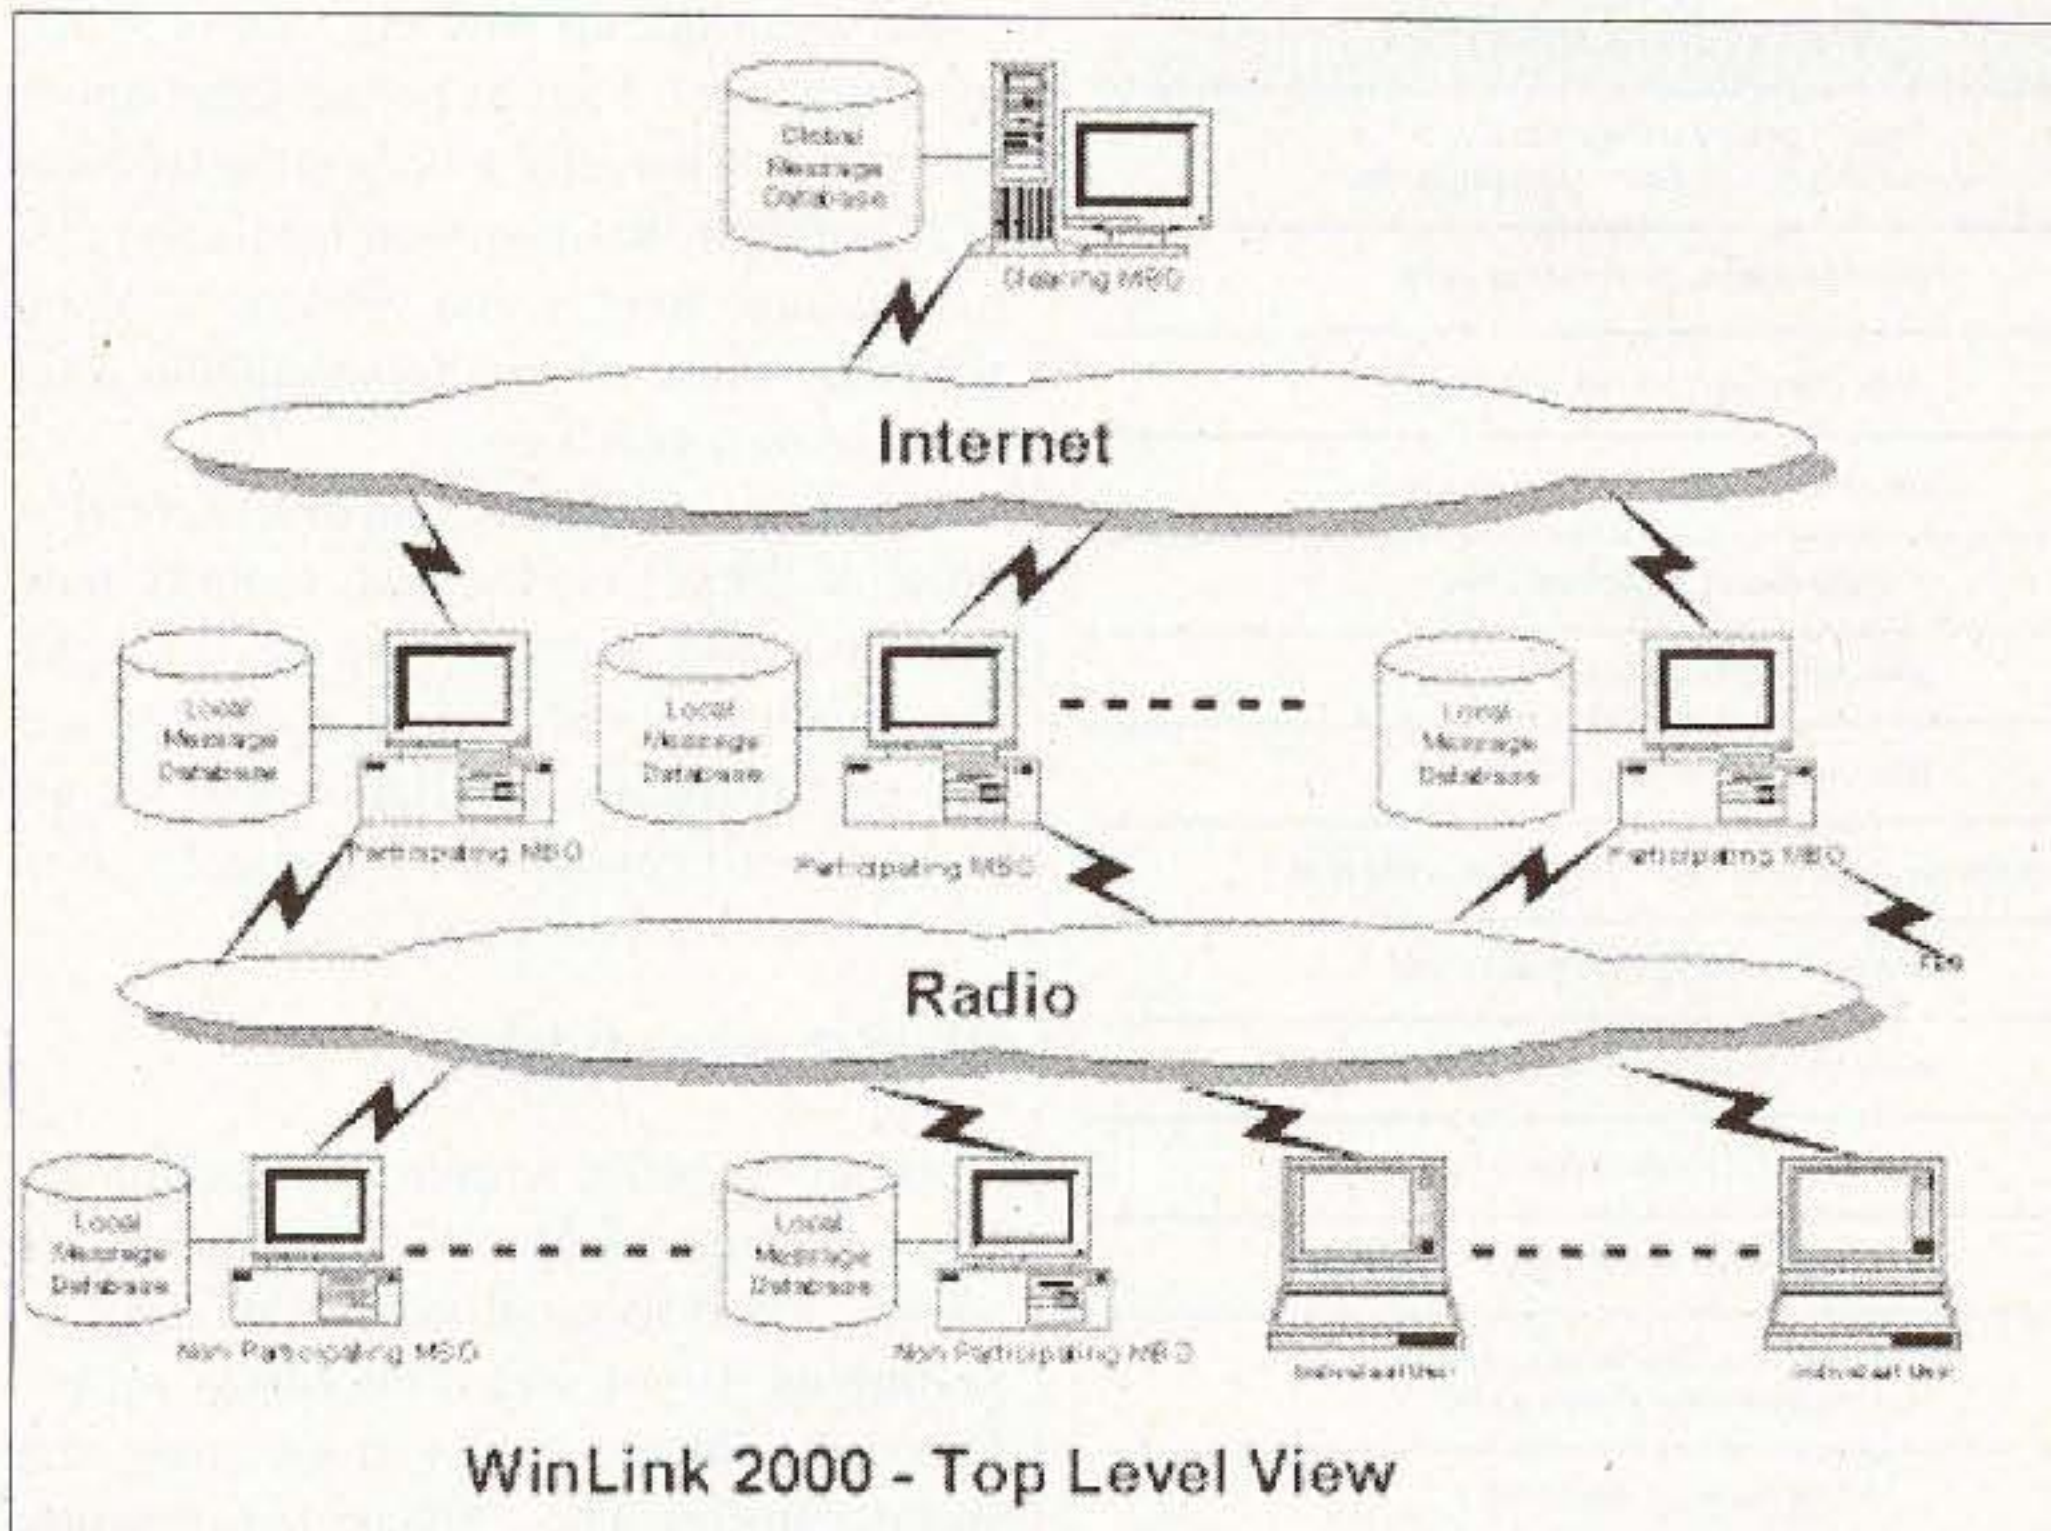 Global
Message
Database
Clearing MBO
Internet
Local
Message
Database
Participating MBO
Local
Message
Database
Participating MBO
Local
Message
Database
Participating MBO
Radio
Local
Message
Database
Non Participating MBO
Local
Message
Database
Non Participating MBO
Individual User
Individual User
WinLink 2000 - Top Level View